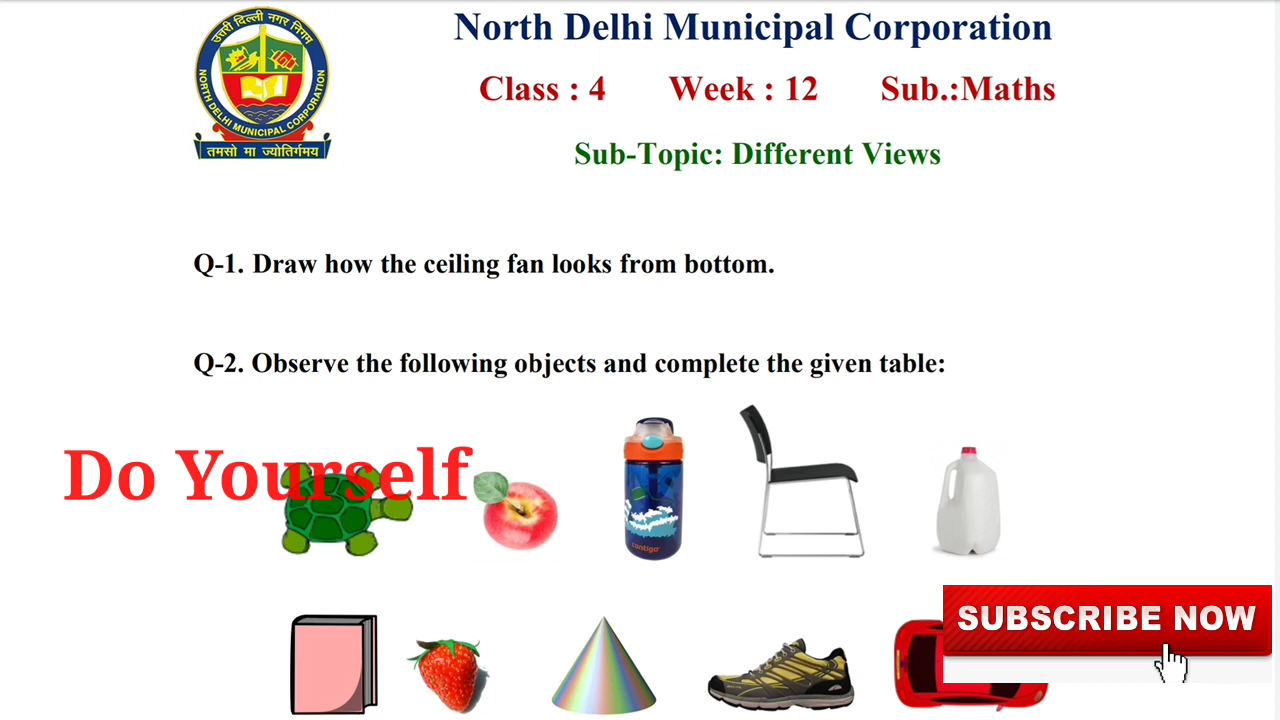 उत्तरी दिल्ली नगर निगम
NORTH DELHI MUNICIPAL CORPORATION
तमसो मा ज्योतिर्गमय
North Delhi Municipal Corporation
Class : 4 Week : 12 Sub.:Maths
Sub-Topic: Different Views
Q-1. Draw how the ceiling fan looks from bottom.
Q-2. Observe the following objects and complete the given table:
Do Yourself
contigo
SUBSCRIBE NOW